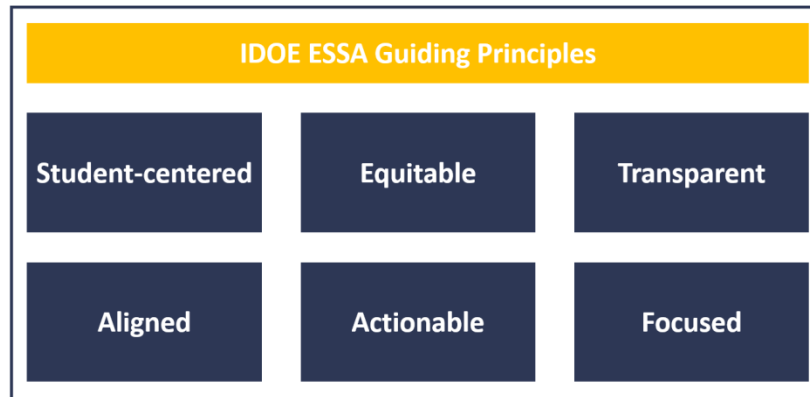 IDOE ESSA Guiding Principles
Student-centered
Equitable
Transparent
Aligned
Actionable
Focused